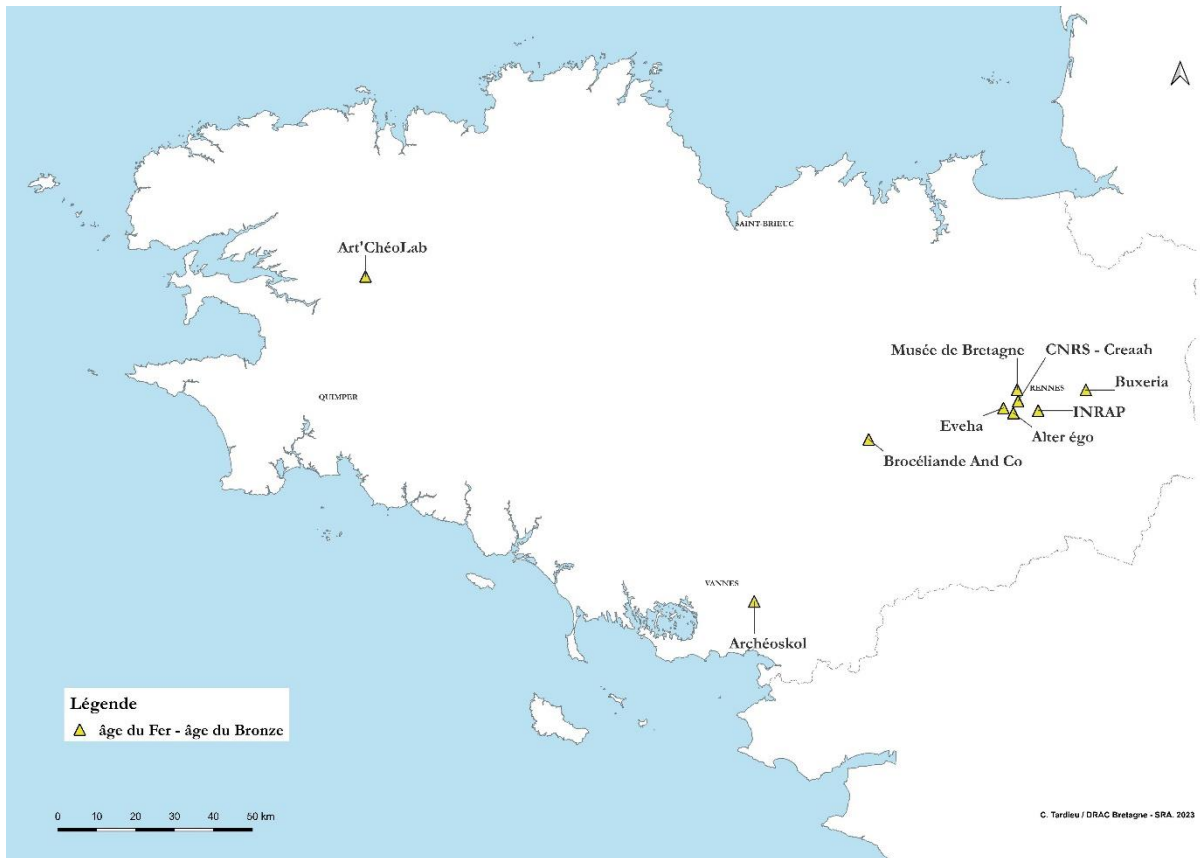 SAINT-BRIEUC
Art'ChéoLab
Musée de Bretagne
CNRS - Creaah
RENNES
Buxeria
QUIMPER
INRAP
Eveha
Alter égo
Brocéliande And Co
VANNES
Archéoskol
Légende
âge du Fer - âge du Bronze
0 10 20 30 40 50 km
C. Tardieu / DRAC Bretagne - SRA. 2023